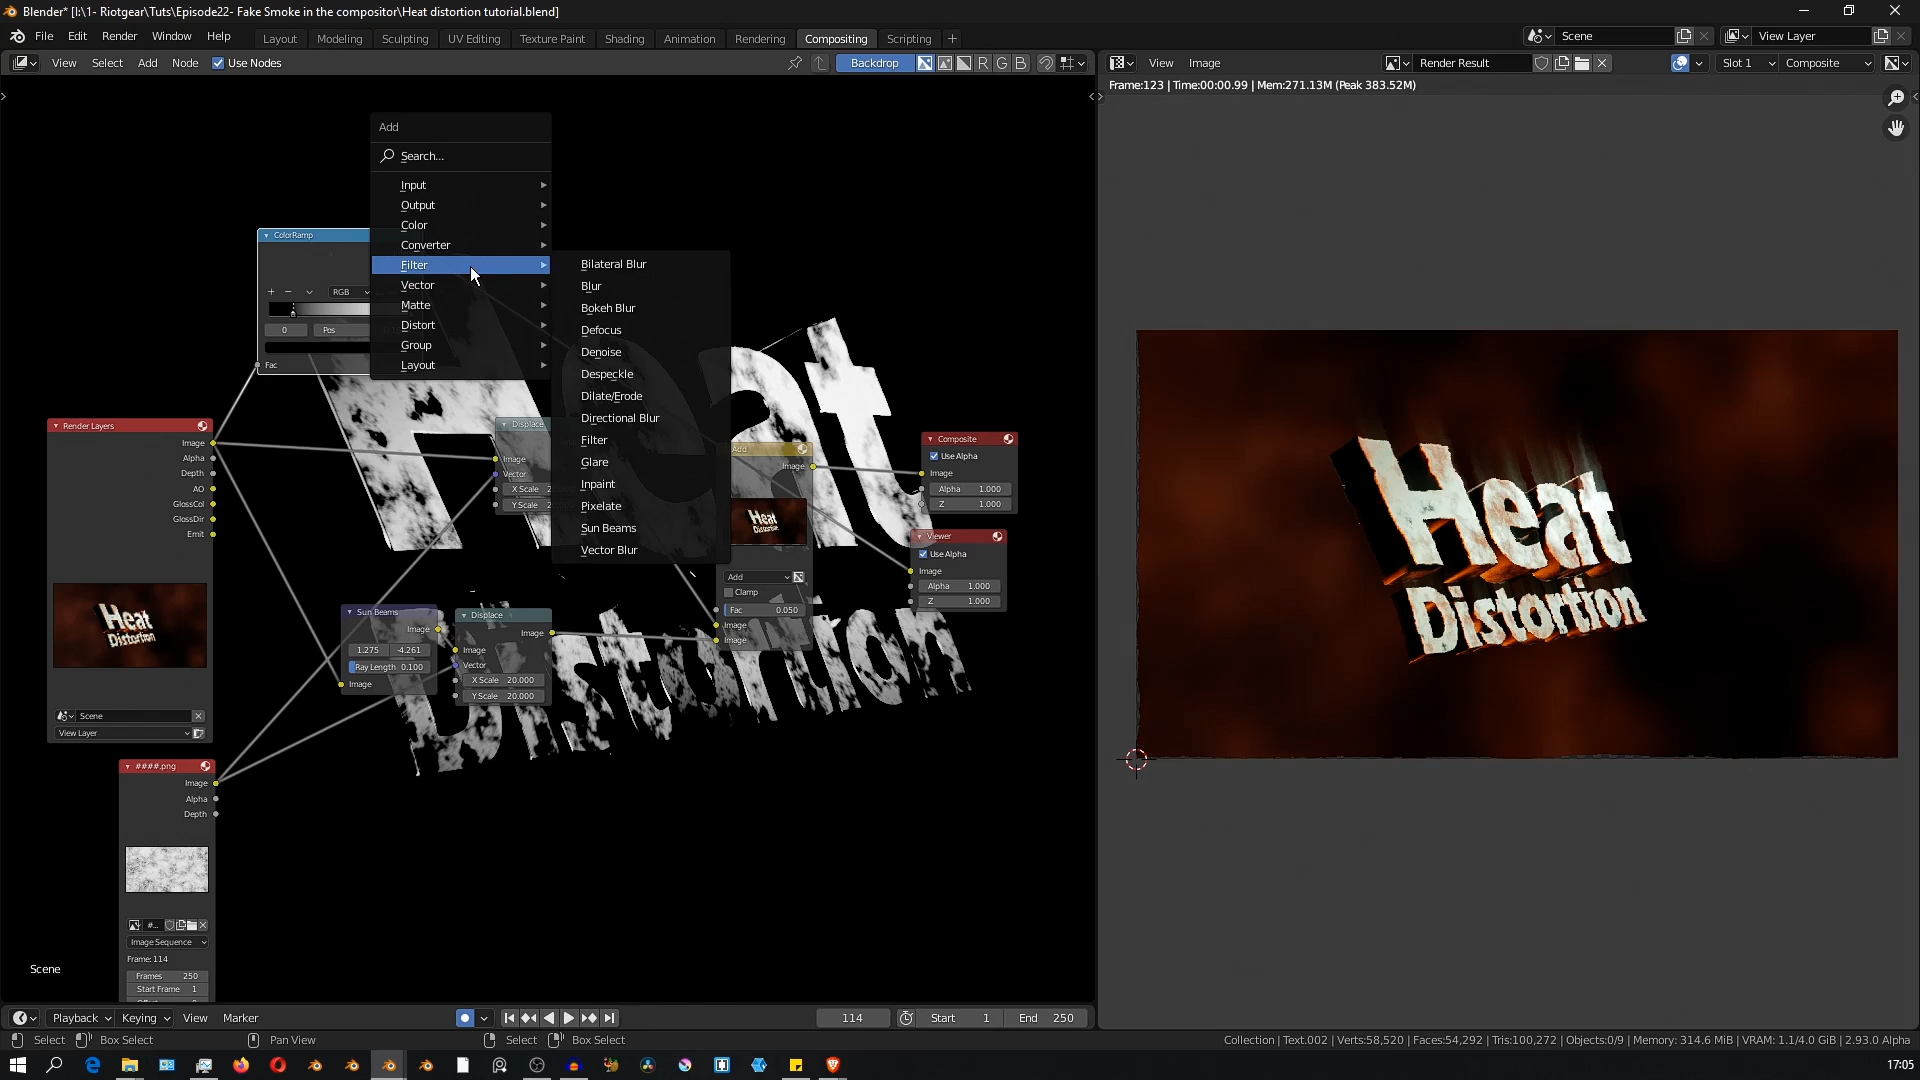 Blender* [I:\1- Riotgear\Tuts\Episode22- Fake Smoke in the compositor\Heat distortion tutorial.blend]
File Edit Render Window Help Layout Modeling Sculpting UV Editing Texture Paint Shading Animation Rendering Compositing Scripting + Scene View Layer
View Select Add Node Use Nodes Backdrop R G B View Image Render Result Slot 1 Composite
Frame:123 | Time:00:00.99 | Mem:271.13M (Peak 383.52M)
Add
Search...
Input
Output
Color
Converter
Filter
Vector
Matte
Distort
Group
Layout
Bilateral Blur
Blur
Bokeh Blur
Defocus
Denoise
Despeckle
Dilate/Erode
Directional Blur
Filter
Glare
Inpaint
Pixelate
Sun Beams
Vector Blur
ColorRamp
RGB
0 Pos
Fac
Render Layers
Image
Alpha
Depth
AO
GlossCol
GlossDir
Emit
Heat
Distortion
Scene
View Layer
Displace
Image
Vector
X Scale 2
Y Scale 2
Add
Image
Heat
Distortion
Add
Clamp
Fac 0.050
Image
Image
Composite
Use Alpha
Image
Alpha 1.000
Z 1.000
Viewer
Use Alpha
Image
Alpha 1.000
Z 1.000
Sun Beams
Image
1.275 -4.261
Ray Length 0.100
Image
Displace
Image
Image
Vector
X Scale 20.000
Y Scale 20.000
####.png
Image
Alpha
Depth
#...
Image Sequence
Frame: 114
Frames 250
Start Frame 1
Scene
Heat
Distortion
Heat
Distortion
Playback Keying View Marker 114 Start 1 End 250
Select Box Select Pan View Select Box Select Collection | Text.002 | Verts:58,520 | Faces:54,292 | Tris:100,272 | Objects:0/9 | Memory: 314.6 MiB | VRAM: 1.1/4.0 GiB | 2.93.0 Alpha
17:05